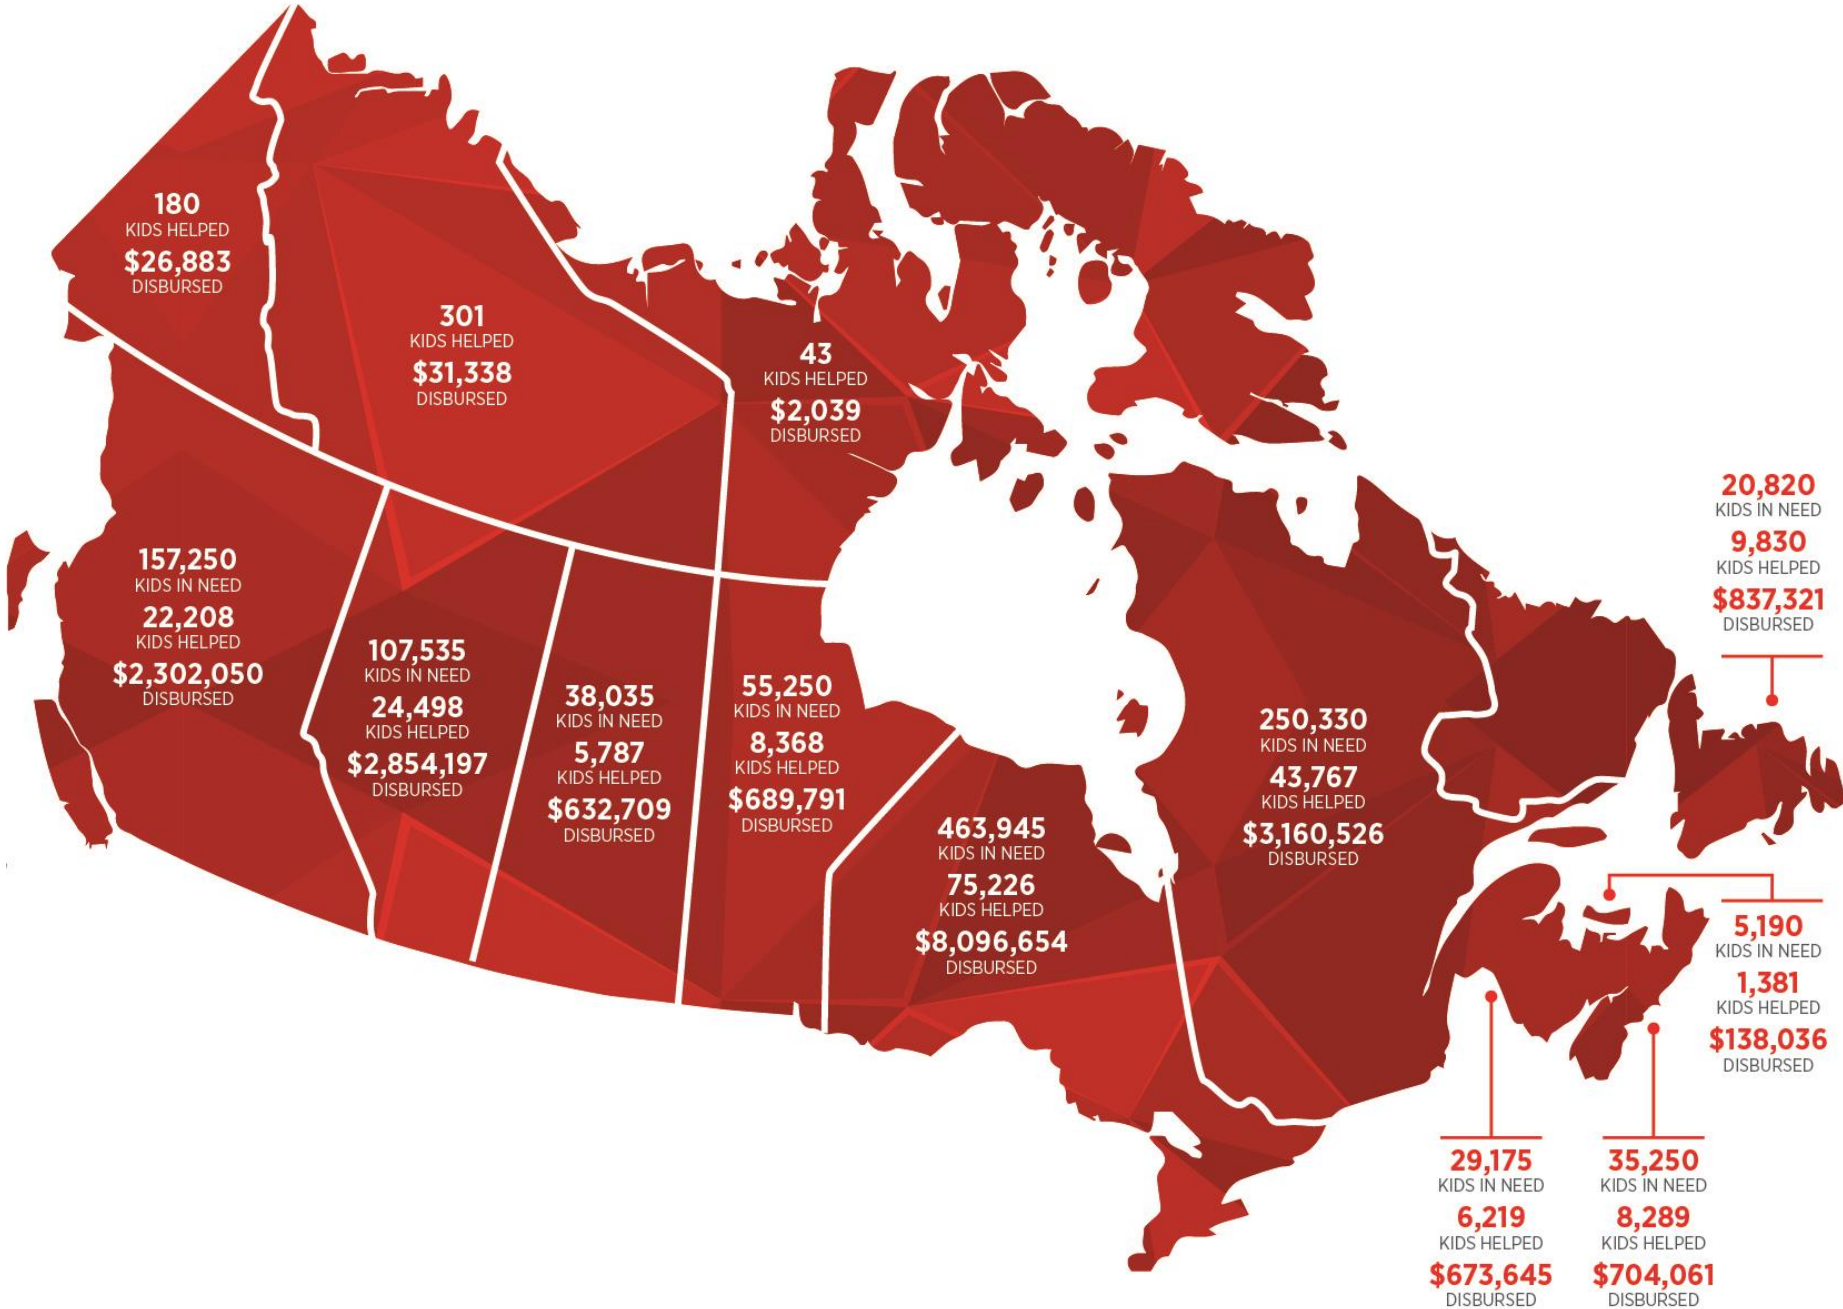 180
KIDS HELPED
$26,883
DISBURSED
301
KIDS HELPED
$31,338
DISBURSED
43
KIDS HELPED
$2,039
DISBURSED
157,250
KIDS IN NEED
22,208
KIDS HELPED
$2,302,050
DISBURSED
107,535
KIDS IN NEED
24,498
KIDS HELPED
$2,854,197
DISBURSED
38,035
KIDS IN NEED
5,787
KIDS HELPED
$632,709
DISBURSED
55,250
KIDS IN NEED
8,368
KIDS HELPED
$689,791
DISBURSED
463,945
KIDS IN NEED
75,226
KIDS HELPED
$8,096,654
DISBURSED
250,330
KIDS IN NEED
43,767
KIDS HELPED
$3,160,526
DISBURSED
20,820
KIDS IN NEED
9,830
KIDS HELPED
$837,321
DISBURSED
5,190
KIDS IN NEED
1,381
KIDS HELPED
$138,036
DISBURSED
29,175
KIDS IN NEED
6,219
KIDS HELPED
$673,645
DISBURSED
35,250
KIDS IN NEED
8,289
KIDS HELPED
$704,061
DISBURSED